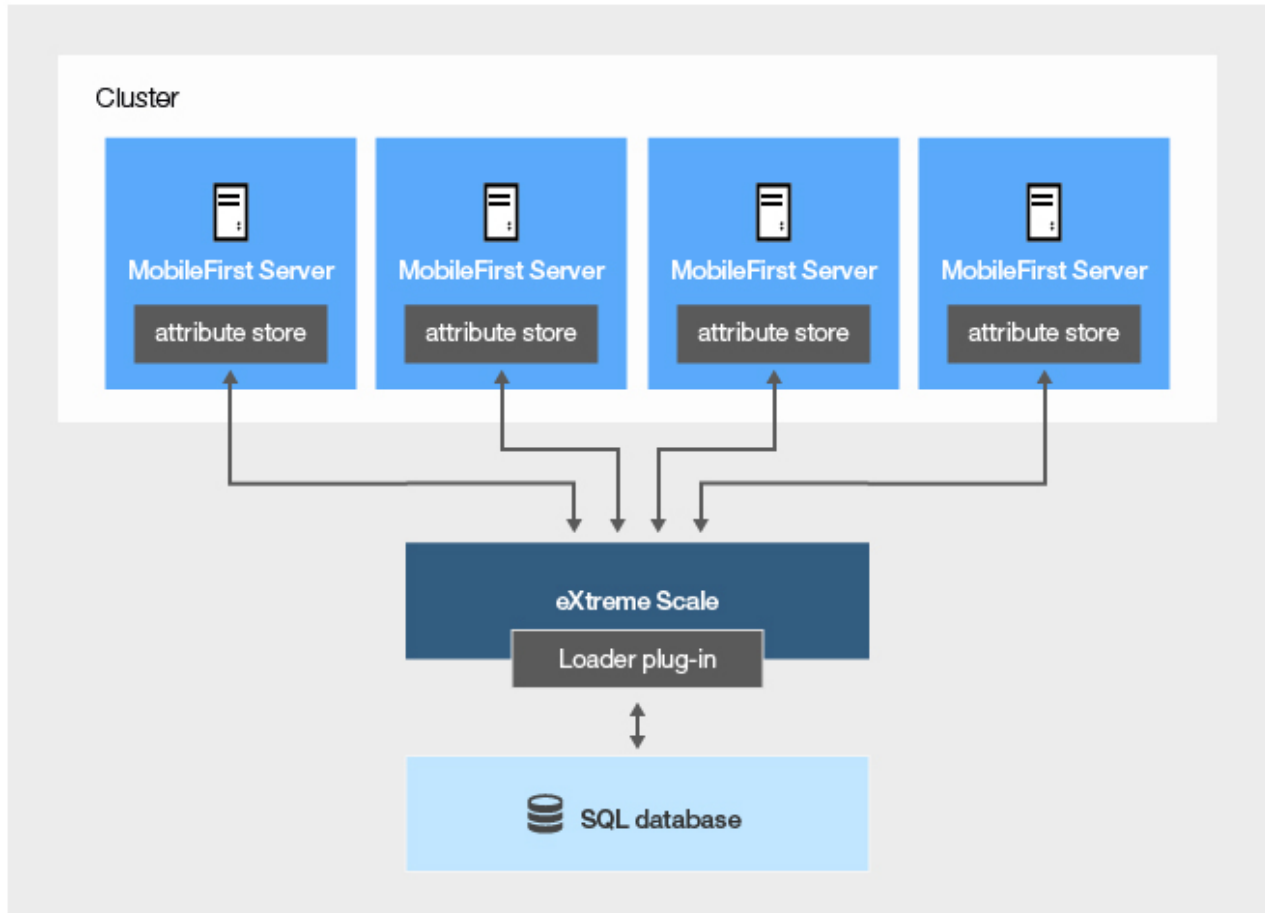 Cluster
MobileFirst Server
attribute store
MobileFirst Server
attribute store
MobileFirst Server
attribute store
MobileFirst Server
attribute store
eXtreme Scale
Loader plug-in
SQL database